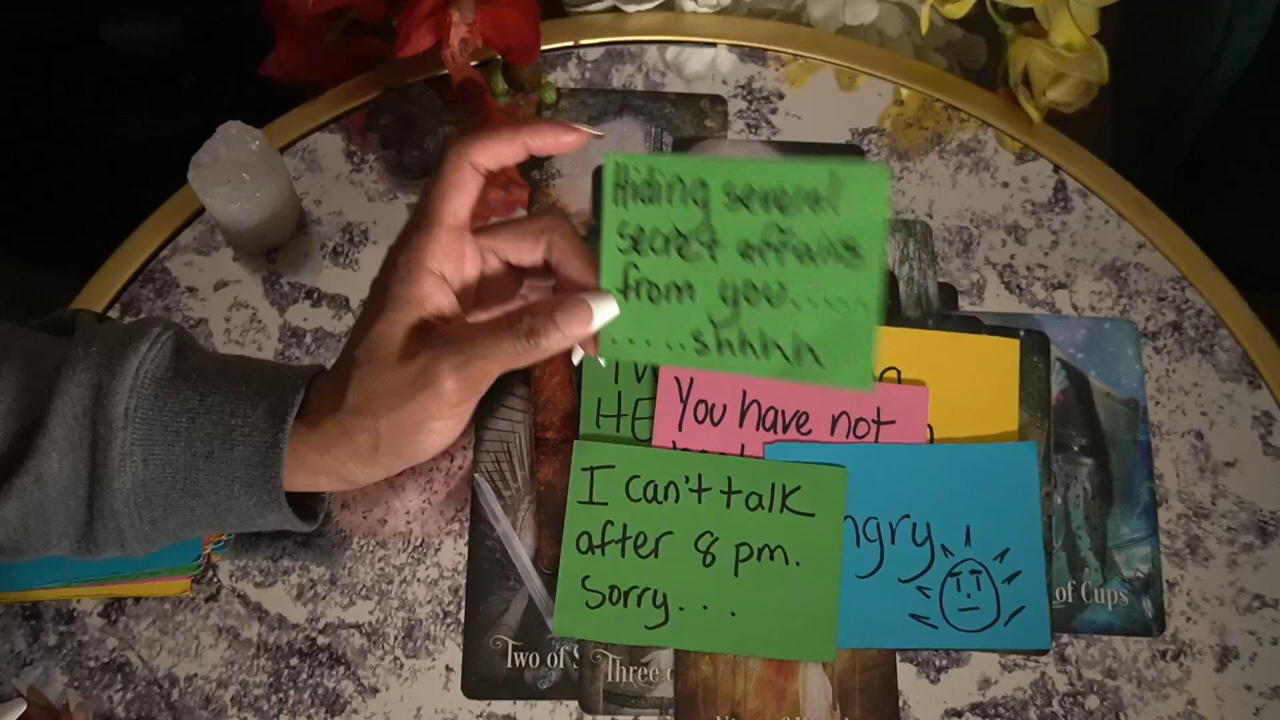 Hiding several
secret affairs
from you.....
.....shhhh
HE
You have not
I can't talk
after 8 pm.
Sorry...
ngry
of Cups
Two of S
Three